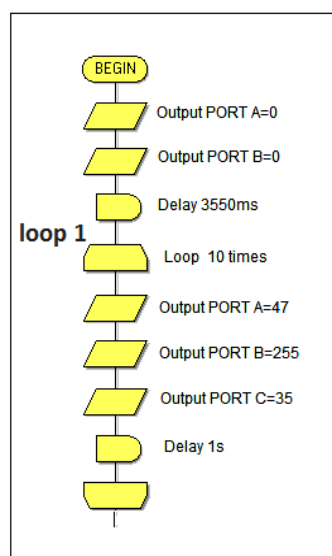 BEGIN
Output PORT A=0
Output PORT B=0
Delay 3550ms
loop 1
Loop 10 times
Output PORT A=47
Output PORT B=255
Output PORT C=35
Delay 1s